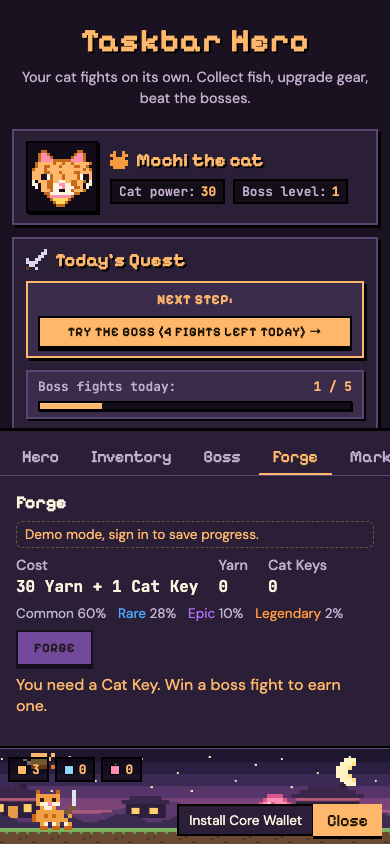 Taskbar Hero
Your cat fights on its own. Collect fish, upgrade gear,
beat the bosses.
Mochi the cat
Cat power: 30 Boss level: 1
Today's Quest
NEXT STEP:
TRY THE BOSS (4 FIGHTS LEFT TODAY) →
Boss fights today: 1 / 5
Hero Inventory Boss Forge Mark
Forge
Demo mode, sign in to save progress.
Cost Yarn Cat Keys
30 Yarn + 1 Cat Key 0 0
Common 60% Rare 28% Epic 10% Legendary 2%
FORGE
You need a Cat Key. Win a boss fight to earn
one.
3 0 0
Install Core Wallet Close